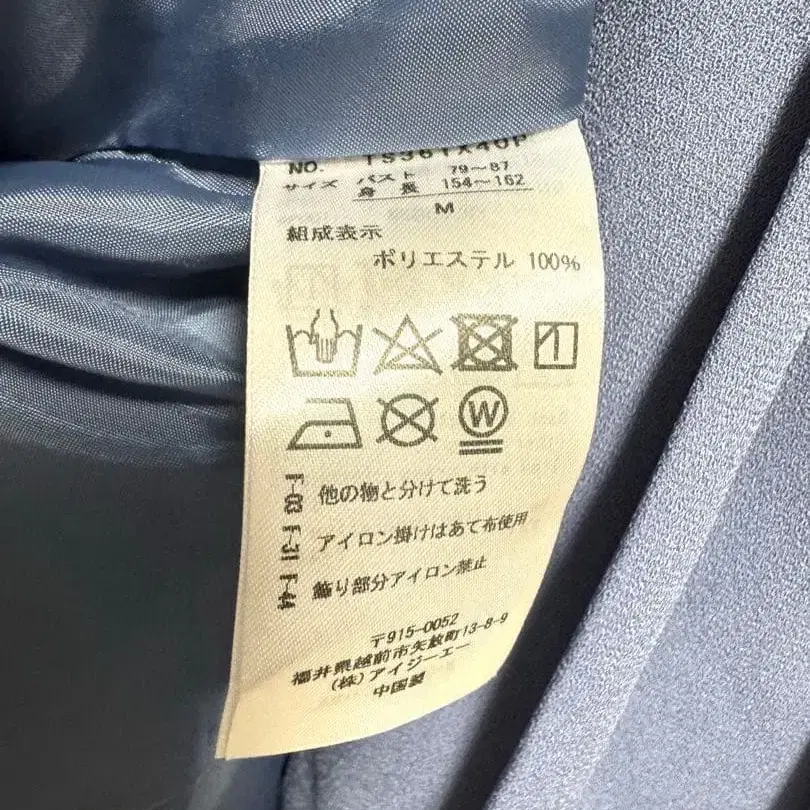 NO. TS361X40P
サイズ バスト 79～87
身長 154～162
M
組成表示
ポリエステル 100%
W
F-03 他の物と分けて洗う
F-31 アイロン掛けはあて布使用
F-44 飾り部分アイロン禁止
〒915-0052
福井県越前市矢放町13-8-9
(株)アイジーエー
中国製